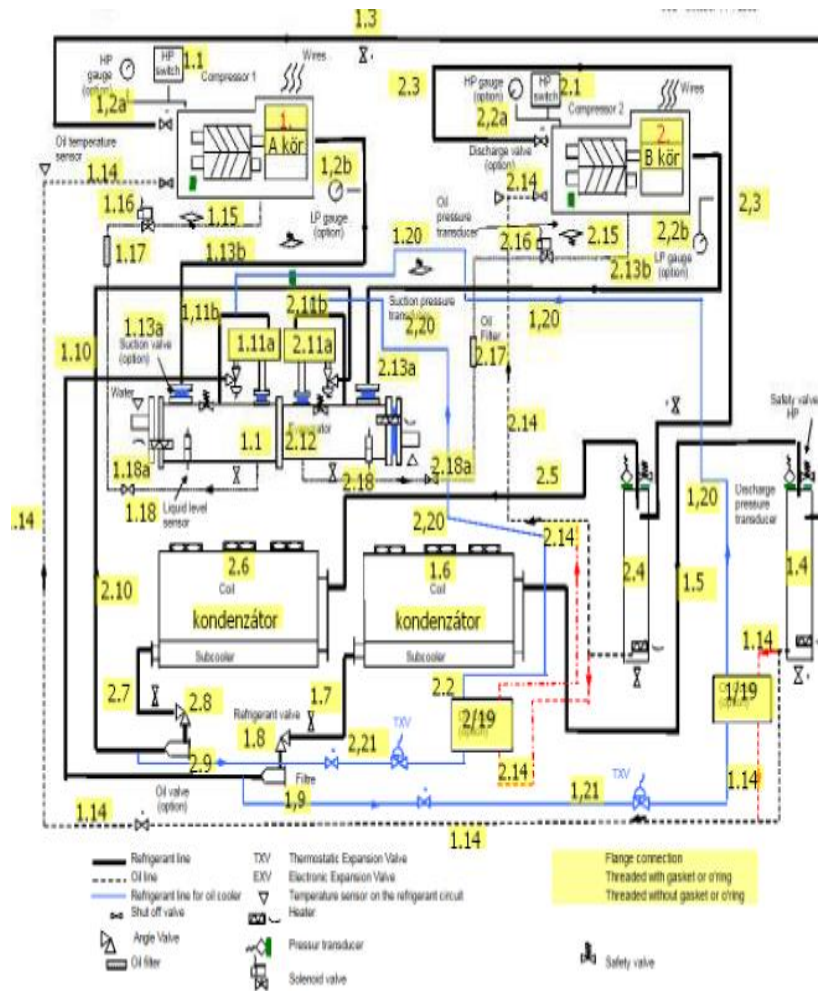 1.3
HP
gauge
(option)
HP
switch
1.1
Compressor 1
Wires
1,2a
1.
A kör
Oil temperature
sensor
1.14
1,2b
LP gauge
(option)
1.16
1.15
1.17
1.13b
2.3
HP gauge
(option)
HP
switch
2.1
Compressor 2
Wires
2,2a
2.
B kör
Discharge valve
(option)
2.14
2,3
Oil
pressure
transducer
2.16
2.15
2,2b
LP gauge
(option)
2.13b
1.20
1.10
1.13a
Suction valve
(option)
1,11b
2.11b
Suction pressure
2,20
1,20
1.11a
2.11a
2.13a
Oil
Filter
2.17
Water
Evaporator
1.1
2.12
2.14
Safety valve
HP
1.18a
2.18
2.18a
2.5
1.18
Liquid level
sensor
1,20
Discharge
pressure
transducer
1.14
2,20
2.14
2.10
2.6
Coil
kondenzátor
Subcooler
1.6
Coil
kondenzátor
Subcooler
2.4
1.5
1.4
1.14
2.7
2.8
Refrigerant valve
1.7
1.8
2.2
2/19
(option)
1/19
(option)
TXV
2,21
2.9
Filtre
2.14
1,9
TXV
1,21
1.14
Oil valve
(option)
1.14
1.14
Refrigerant line
Oil line
Refrigerant line for oil cooler
Shut off valve
Angle Valve
Oil filter
TXV
Thermostatic Expansion Valve
EXV
Electronic Expansion Valve
Temperature sensor on the refrigerant circuit
Heater
Pressur transducer
Solenoid valve
Flange connection
Threaded with gasket or o'ring
Threaded without gasket or o'ring
Safety valve